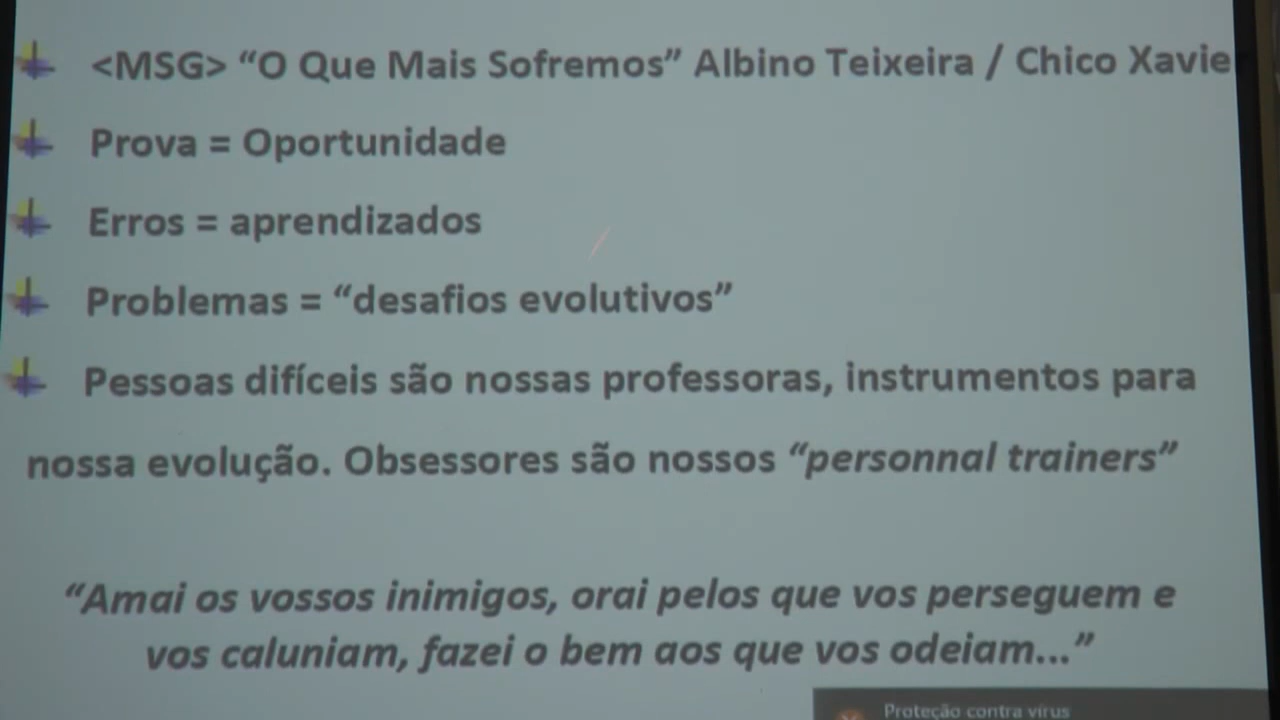 <MSG> “O Que Mais Sofremos” Albino Teixeira / Chico Xavie
Prova = Oportunidade
Erros = aprendizados
Problemas = “desafios evolutivos”
Pessoas difíceis são nossas professoras, instrumentos para
nossa evolução. Obsessores são nossos “personnal trainers”
“Amai os vossos inimigos, orai pelos que vos perseguem e
vos caluniam, fazei o bem aos que vos odeiam...”
Proteção contra vírus